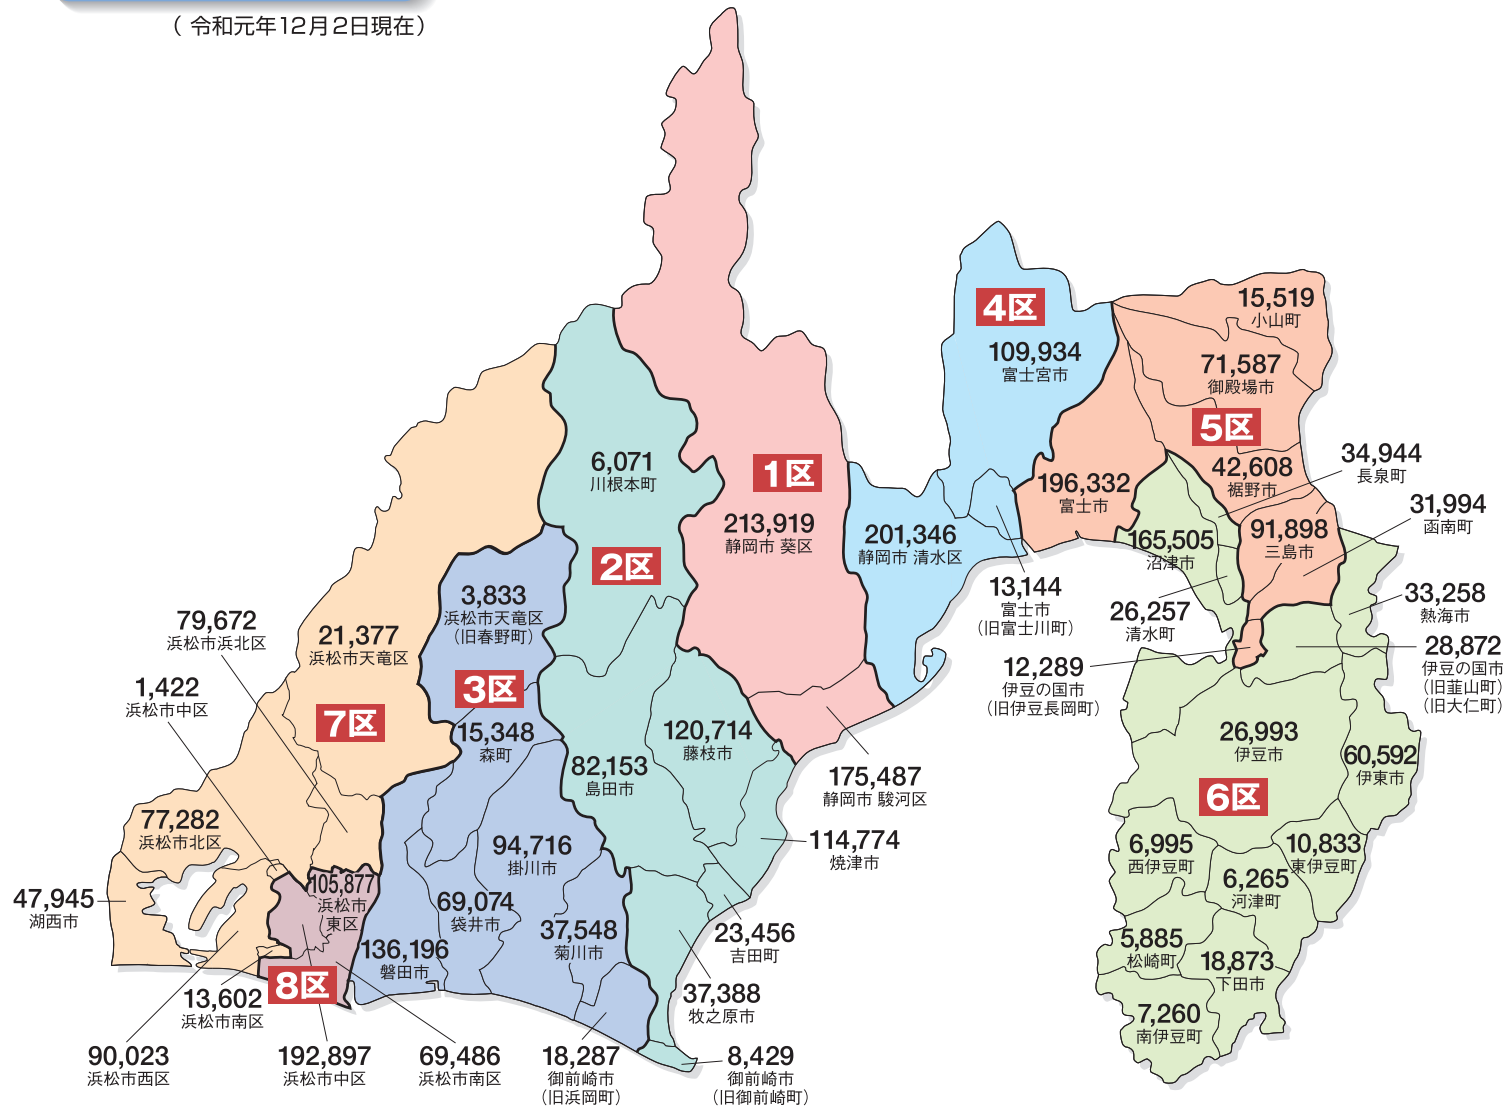 （ 令和元年12月2日現在）
15,519
小山町
4区
109,934
富士宮市
71,587
御殿場市
5区
34,944
長泉町
6,071
川根本町
1区
42,608
裾野市
196,332
富士市
31,994
函南町
213,919
静岡市 葵区
201,346
静岡市 清水区
91,898
三島市
165,505
沼津市
2区
3,833
浜松市天竜区
（旧春野町）
13,144
富士市
（旧富士川町）
26,257
清水町
33,258
熱海市
79,672
浜松市浜北区
21,377
浜松市天竜区
12,289
伊豆の国市
（旧伊豆長岡町）
28,872
伊豆の国市
（旧韮山町）
（旧大仁町）
1,422
浜松市中区
3区
7区
15,348
森町
120,714
藤枝市
26,993
伊豆市
60,592
伊東市
82,153
島田市
175,487
静岡市 駿河区
6区
77,282
浜松市北区
94,716
掛川市
114,774
焼津市
6,995
西伊豆町
10,833
東伊豆町
105,877
浜松市
東区
6,265
河津町
47,945
湖西市
69,074
袋井市
37,548
菊川市
23,456
吉田町
136,196
磐田市
5,885
松崎町
18,873
下田市
8区
13,602
浜松市南区
37,388
牧之原市
7,260
南伊豆町
90,023
浜松市西区
192,897
浜松市中区
69,486
浜松市南区
18,287
御前崎市
（旧浜岡町）
8,429
御前崎市
（旧御前崎町）